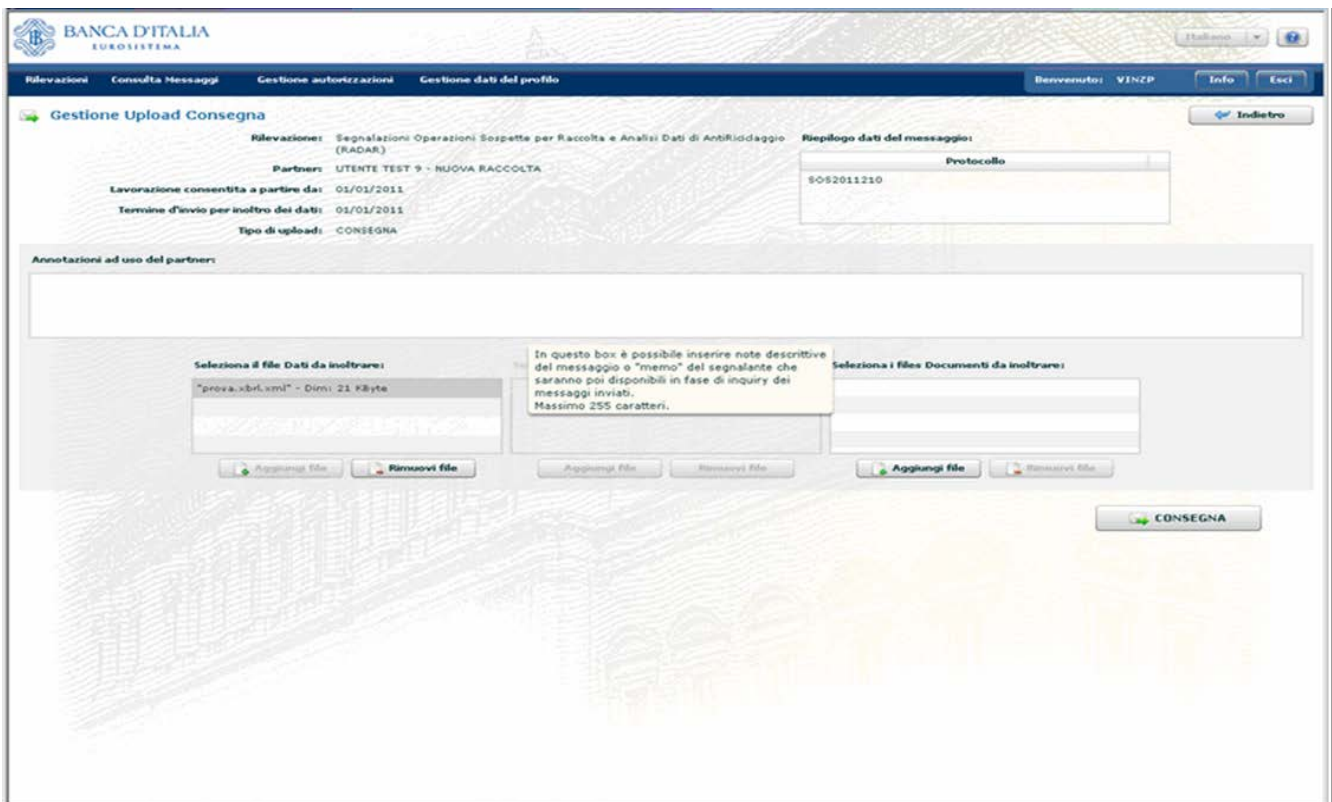 BANCA D'ITALIA
EUROSISTEMA
Italiano
Rilevazioni Consulta Messaggi Gestione autorizzazioni Gestione dati del profilo Benvenuto: VINZP Info Esci
Gestione Upload Consegna
Indietro
Rilevazione: Segnalazioni Operazioni Sospette per Raccolta e Analisi Dati di AntiRiciclaggio
(RADAR)
Riepilogo dati del messaggio:
Protocollo
SOS2011210
Partner: UTENTE TEST 9 - NUOVA RACCOLTA
Lavorazione consentita a partire da: 01/01/2011
Termine d'invio per inoltro dei dati: 01/01/2011
Tipo di upload: CONSEGNA
Annotazioni ad uso del partner:
In questo box è possibile inserire note descrittive
del messaggio o "memo" del segnalante che
saranno poi disponibili in fase di inquiry dei
messaggi inviati.
Massimo 255 caratteri.
Seleziona il file Dati da inoltrare:
"prova.xbrl.xml" - Dim: 21 KByte
Aggiungi file Rimuovi file
Aggiungi file Rimuovi file
Seleziona i files Documenti da inoltrare:
Aggiungi file Rimuovi file
CONSEGNA